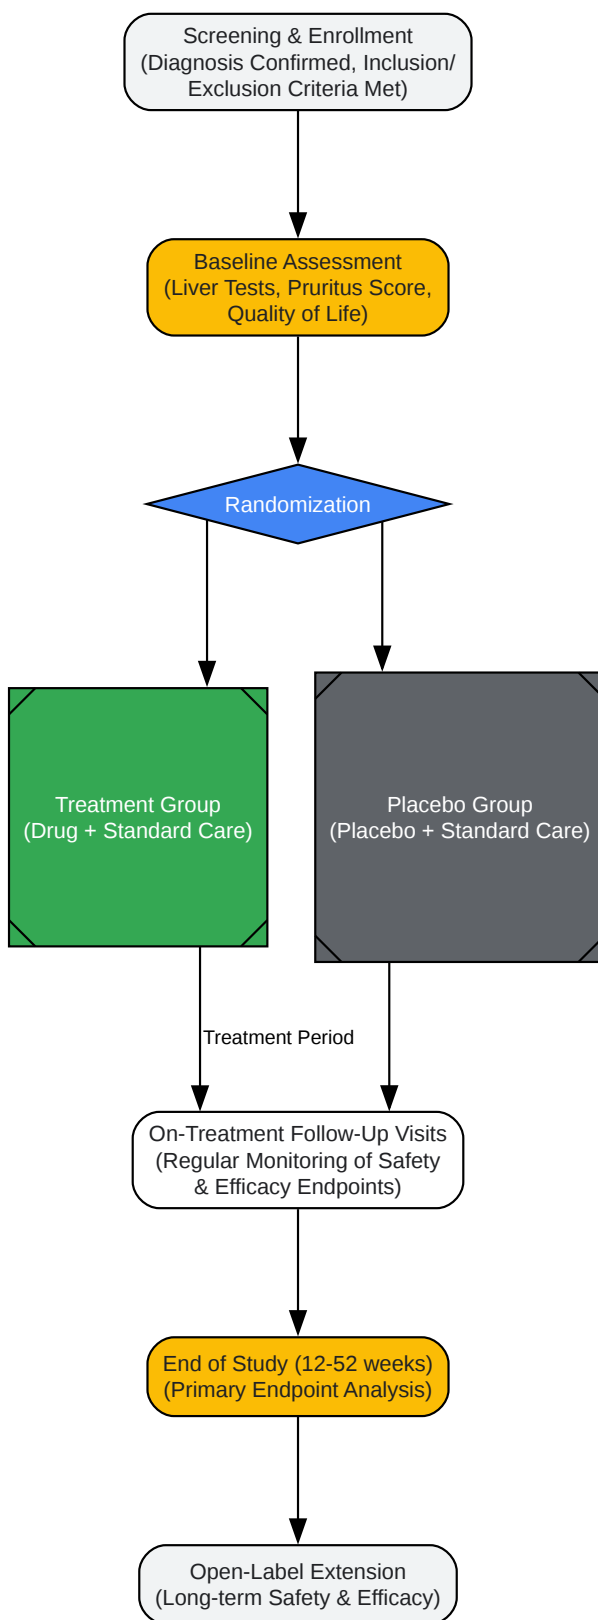 Screening & Enrollment
(Diagnosis Confirmed, Inclusion/
Exclusion Criteria Met)
Baseline Assessment
(Liver Tests, Pruritus Score,
Quality of Life)
Randomization
Treatment Group
(Drug + Standard Care)
Placebo Group
(Placebo + Standard Care)
Treatment Period
On-Treatment Follow-Up Visits
(Regular Monitoring of Safety
& Efficacy Endpoints)
End of Study (12-52 weeks)
(Primary Endpoint Analysis)
Open-Label Extension
(Long-term Safety & Efficacy)